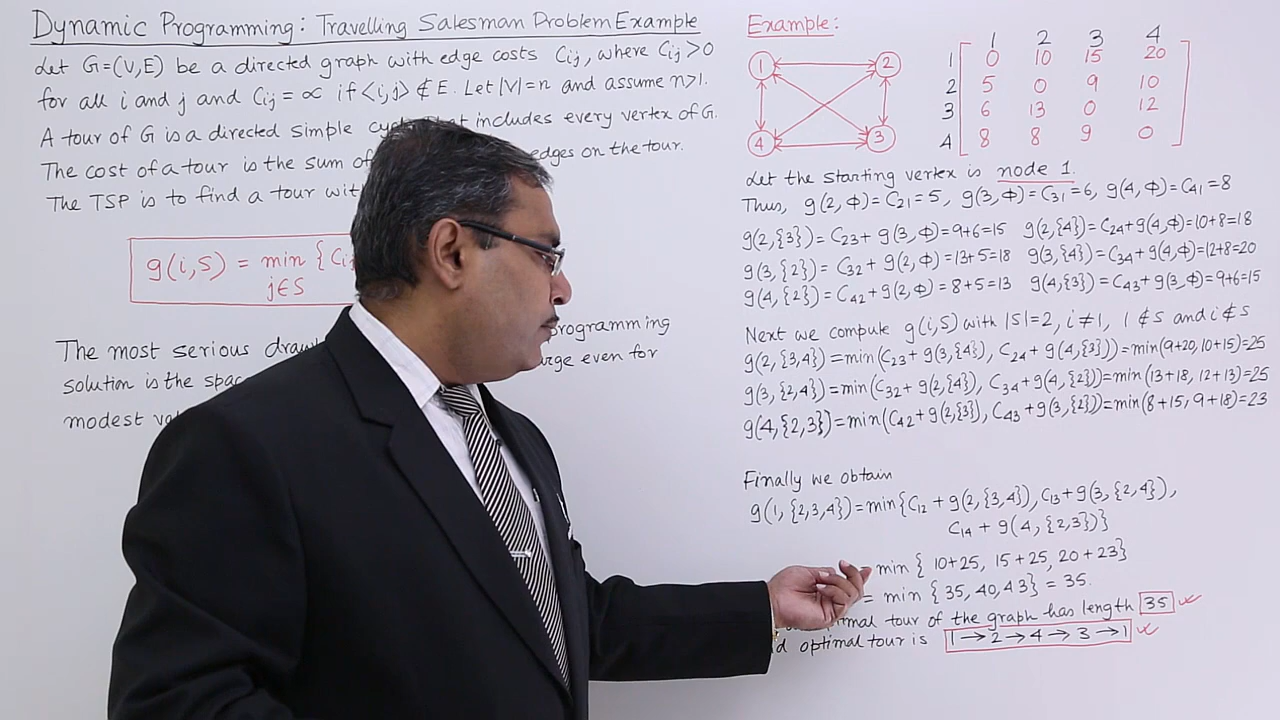 Dynamic Programming: Travelling Salesman Problem Example
Let G=(V,E) be a directed graph with edge costs Cij, where Cij>0
for all i and j and Cij = ∝ if <i,j> ∉ E. Let |V|=n and assume n>1.
A tour of G is a directed simple that includes every vertex of G.
The cost of a tour is the sum of edges on the tour.
The TSP is to find a tour
g(i,S) = min {Ci
j∈S
The most serious programming
solution is the even for
modest
Example:
1 2
4 3
1 2 3 4
1 0 10 15 20
2 5 0 9 10
3 6 13 0 12
4 8 8 9 0
Let the starting vertex is node 1.
Thus, g(2,Φ)=C21=5, g(3,Φ)=C31=6, g(4,Φ)=C41=8
g(2,{3})=C23+g(3,Φ)=9+6=15 g(2,{4})=C24+g(4,Φ)=10+8=18
g(3,{2})=C32+g(2,Φ)=13+5=18 g(3,{4})=C34+g(4,Φ)=12+8=20
g(4,{2})=C42+g(2,Φ)=8+5=13 g(4,{3})=C43+g(3,Φ)=9+6=15
Next we compute g(i,S) with |S|=2, i≠1, 1∉S and i∉S
g(2,{3,4})=min(C23+g(3,{4}), C24+g(4,{3}))=min(9+20,10+15)=25
g(3,{2,4})=min(C32+g(2,{4}), C34+g(4,{2}))=min(13+18,12+13)=25
g(4,{2,3})=min(C42+g(2,{3}), C43+g(3,{2}))=min(8+15,9+18)=23
Finally we obtain
g(1,{2,3,4})=min{C12+g(2,{3,4}),C13+g(3,{2,4}),
C14+g(4,{2,3})}
min{10+25, 15+25, 20+23}
= min{35,40,43} = 35.
tour of the graph has length 35
optimal tour is 1→2→4→3→1